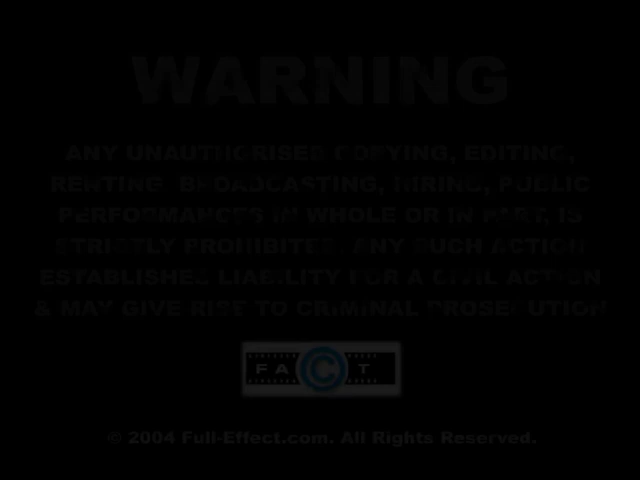 WARNING
ANY UNAUTHORISED COPYING, EDITING,
RENTING, BROADCASTING, HIRING, PUBLIC
PERFORMANCES IN WHOLE OR IN PART, IS
STRICTLY PROHIBITED. ANY SUCH ACTION
ESTABLISHED LIABILITY FOR A CIVIL ACTION
& MAY GIVE RISE TO CRIMINAL PROSECUTION
FACT
© 2004 Full-Effect.com. All Rights Reserved.